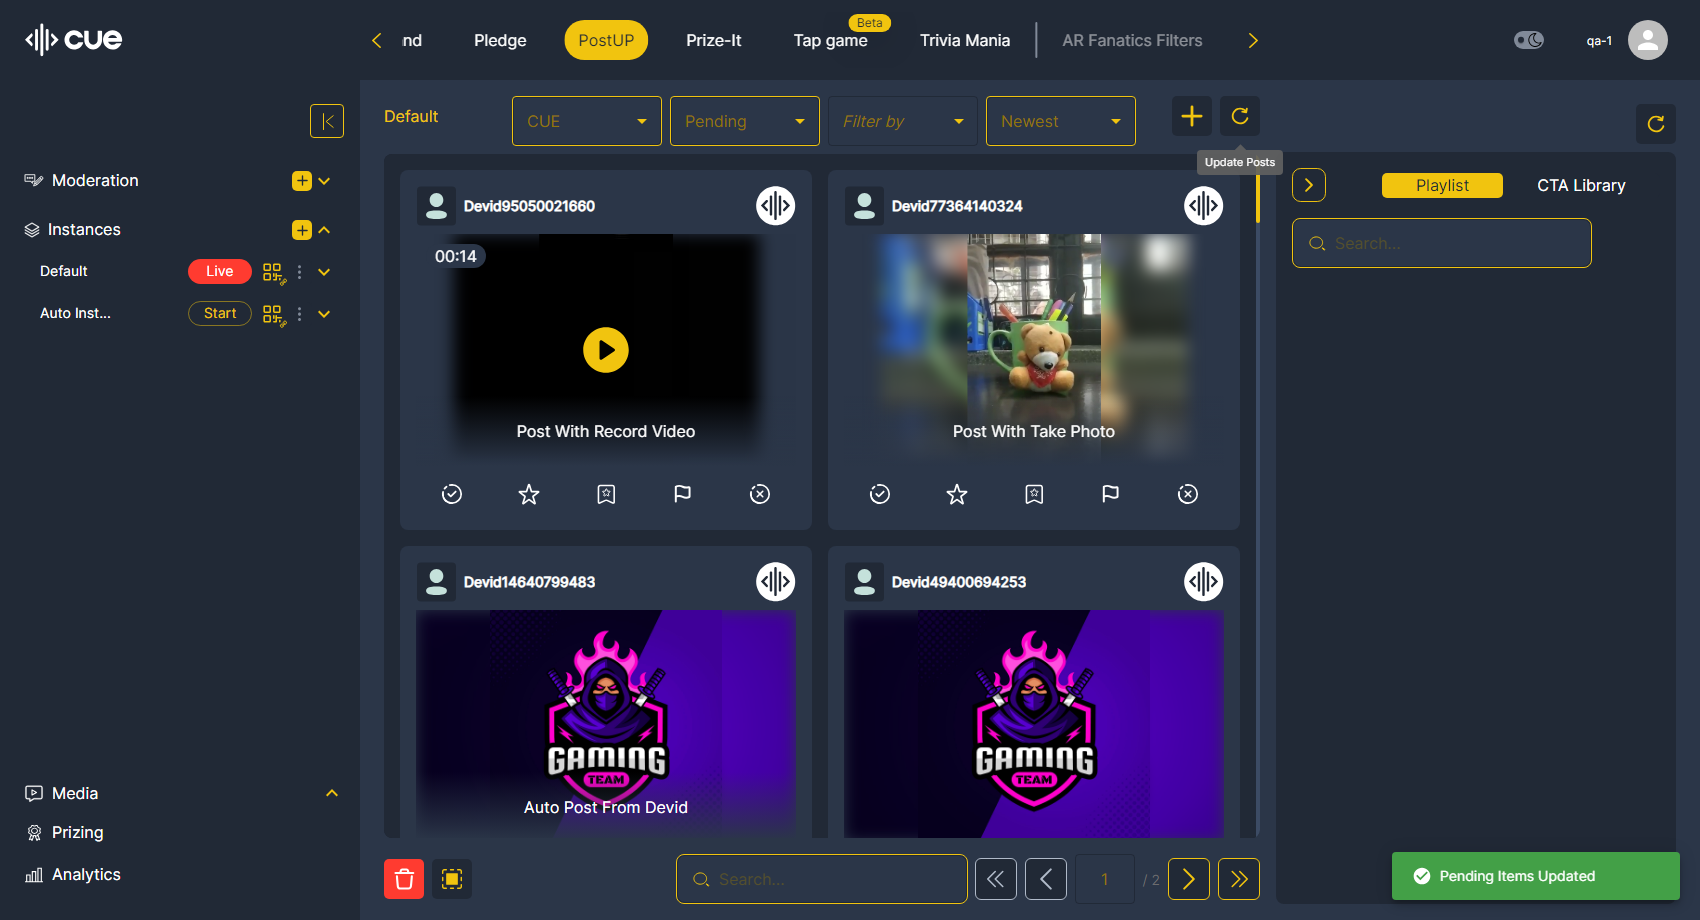 cue
nd
Pledge
PostUP
Prize-It
Beta
Tap game
Trivia Mania
AR Fanatics Filters
qa-1
Moderation
Instances
Default
Live
Auto Inst...
Start
Media
Prizing
Analytics
Default
CUE
Pending
Filter by
Newest
Update Posts
Devid95050021660
00:14
Post With Record Video
Devid77364140324
Post With Take Photo
Devid14640799483
GAMING
TEAM
Auto Post From Devid
Devid49400694253
GAMING
TEAM
Search...
1
/ 2
Playlist
CTA Library
Search...
Pending Items Updated